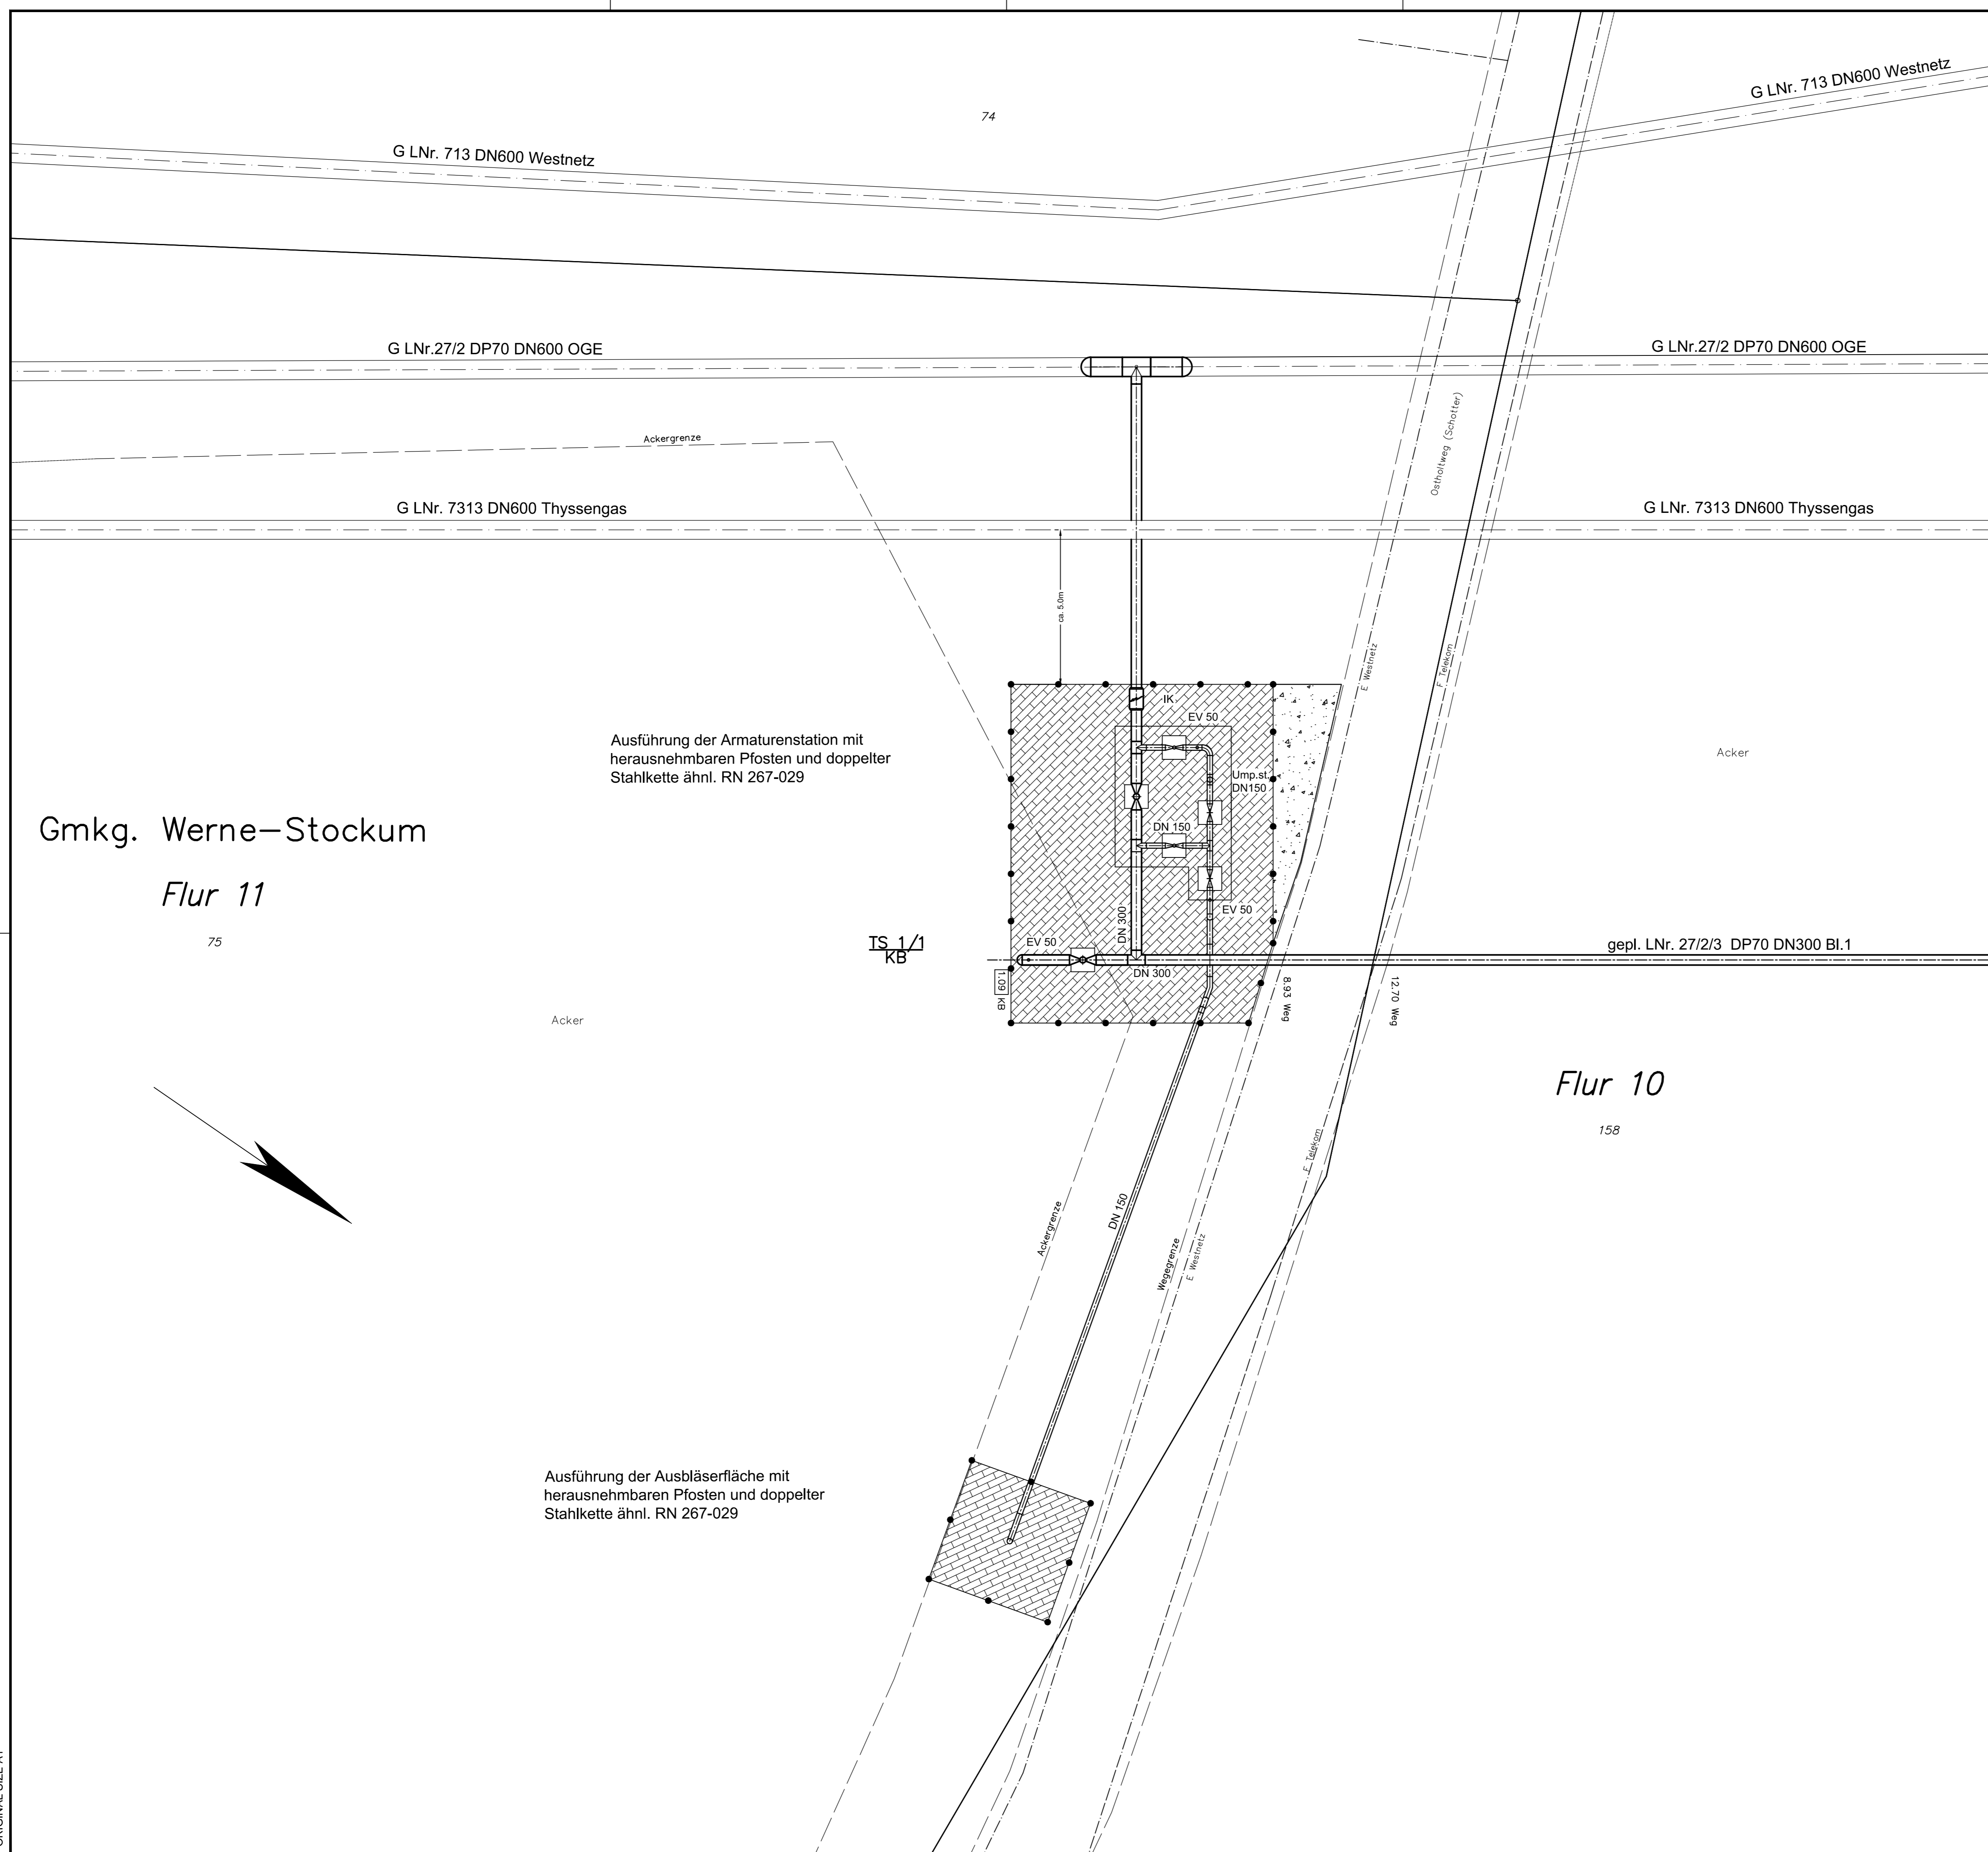 G LNr. 713 DN600 Westnetz
74
G LNr. 713 DN600 Westnetz
G LNr.27/2 DP70 DN600 OGE
G LNr.27/2 DP70 DN600 OGE
Ostholtweg (Schotter)
Ackergrenze
G LNr. 7313 DN600 Thyssengas
G LNr. 7313 DN600 Thyssengas
ca. 5.0m
E Westnetz
F Telekom
IK
EV 50
Ausführung der Armaturenstation mit
herausnehmbaren Pfosten und doppelter
Stahlkette ähnl. RN 267-029
Acker
Ump.st.
DN150
DN 150
Gmkg. Werne-Stockum
Flur 11
75
EV 50
DN 300
TS 1/1
KB
EV 50
gepl. LNr. 27/2/3 DP70 DN300 Bl.1
DN 300
1.09 KB
8.93 Weg
12.70 Weg
Acker
Flur 10
158
F Telekom
DN 150
Ackergrenze
Wegegrenze
E Westnetz
Ausführung der Ausbläserfläche mit
herausnehmbaren Pfosten und doppelter
Stahlkette ähnl. RN 267-029